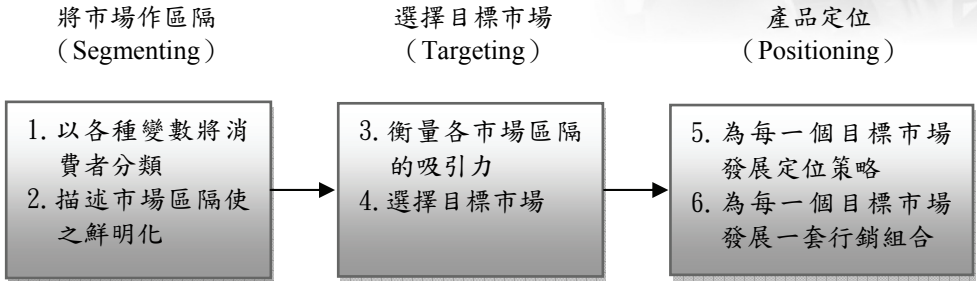 將市場作區隔
（Segmenting）
選擇目標市場
（Targeting）
產品定位
（Positioning）
1. 以各種變數將消
費者分類
2. 描述市場區隔使
之鮮明化
3. 衡量各市場區隔
的吸引力
4. 選擇目標市場
5. 為每一個目標市場
發展定位策略
6. 為每一個目標市場
發展一套行銷組合